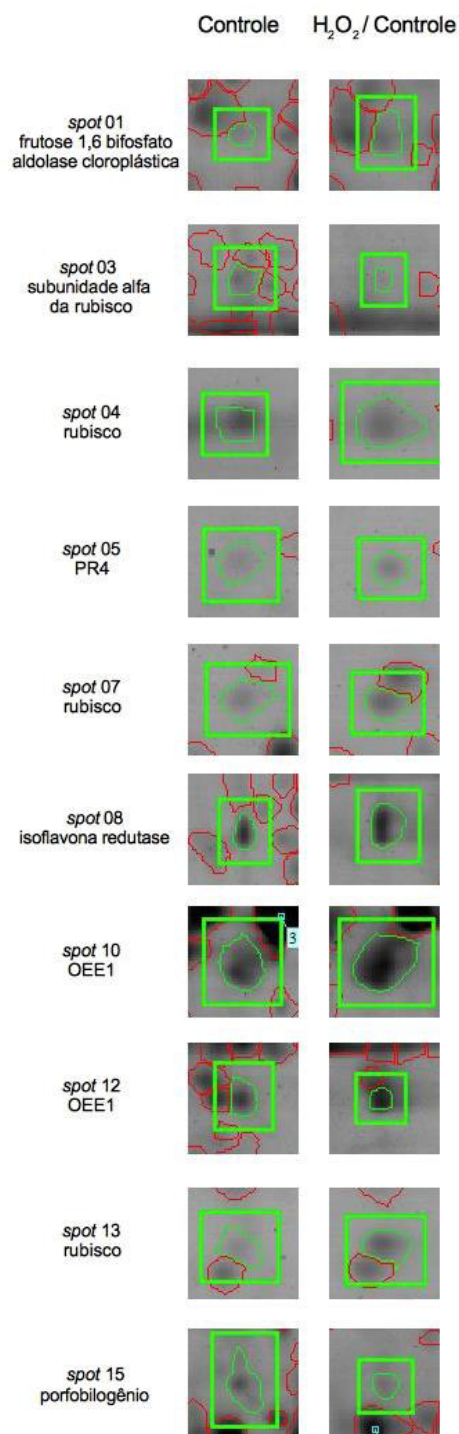 Controle H₂O₂ / Controle
spot 01
frutose 1,6 bifosfato
aldolase cloroplástica
spot 03
subunidade alfa
da rubisco
spot 04
rubisco
spot 05
PR4
spot 07
rubisco
spot 08
isoflavona redutase
spot 10
OEE1
3
spot 12
OEE1
spot 13
rubisco
spot 15
porfobilogênio